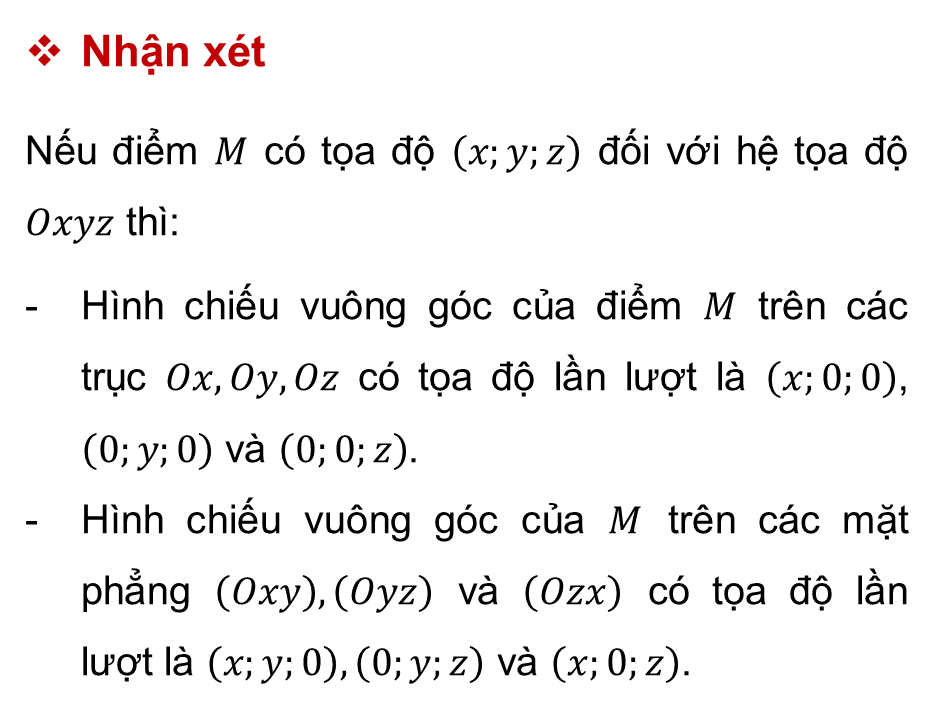 ❖ Nhận xét
Nếu điểm 𝑀 có tọa độ (𝑥; 𝑦; 𝑧) đối với hệ tọa độ
𝑂𝑥𝑦𝑧 thì:
- Hình chiếu vuông góc của điểm 𝑀 trên các
trục 𝑂𝑥, 𝑂𝑦, 𝑂𝑧 có tọa độ lần lượt là (𝑥; 0; 0),
(0; 𝑦; 0) và (0; 0; 𝑧).
- Hình chiếu vuông góc của 𝑀 trên các mặt
phẳng (𝑂𝑥𝑦), (𝑂𝑦𝑧) và (𝑂𝑧𝑥) có tọa độ lần
lượt là (𝑥; 𝑦; 0), (0; 𝑦; 𝑧) và (𝑥; 0; 𝑧).